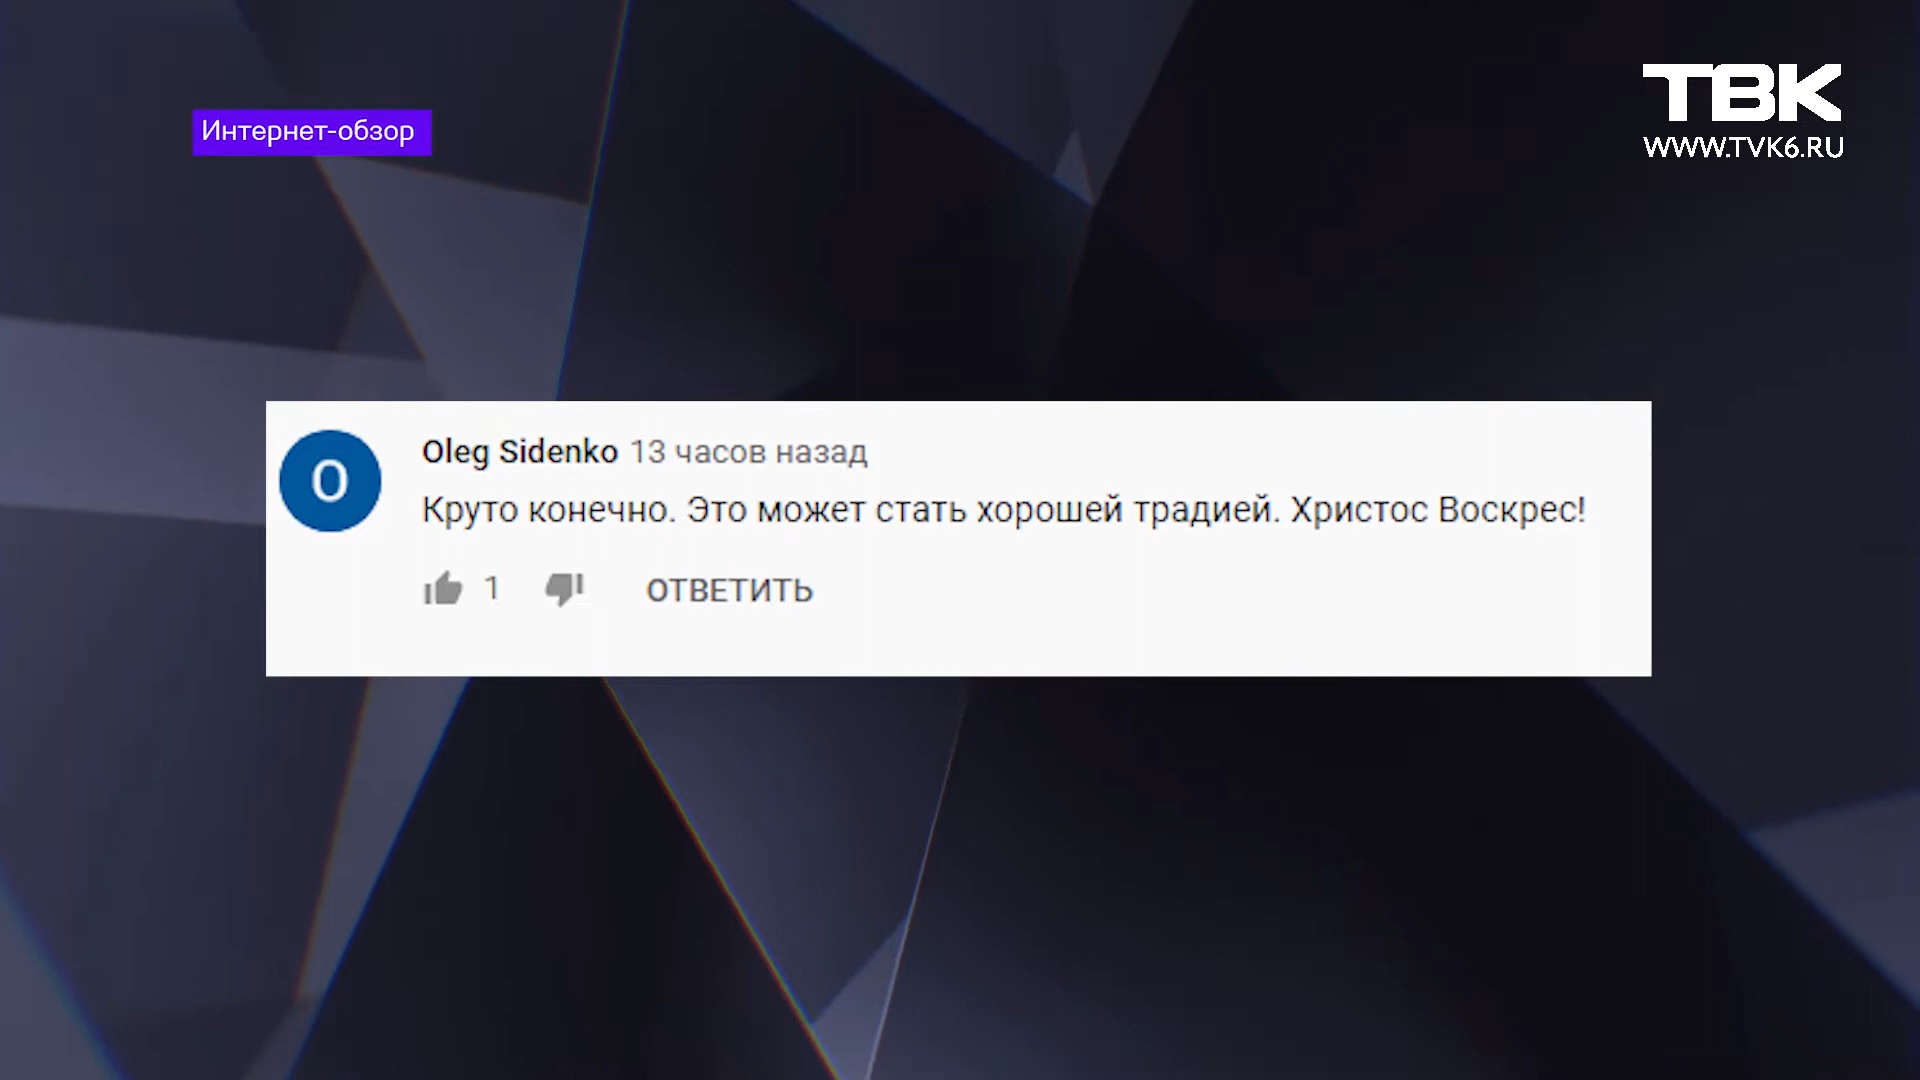 Интернет-обзор
ТВК
WWW.TVK6.RU
O
Oleg Sidenko 13 часов назад
Круто конечно. Это может стать хорошей традией. Христос Воскрес!
1 ОТВЕТИТЬ